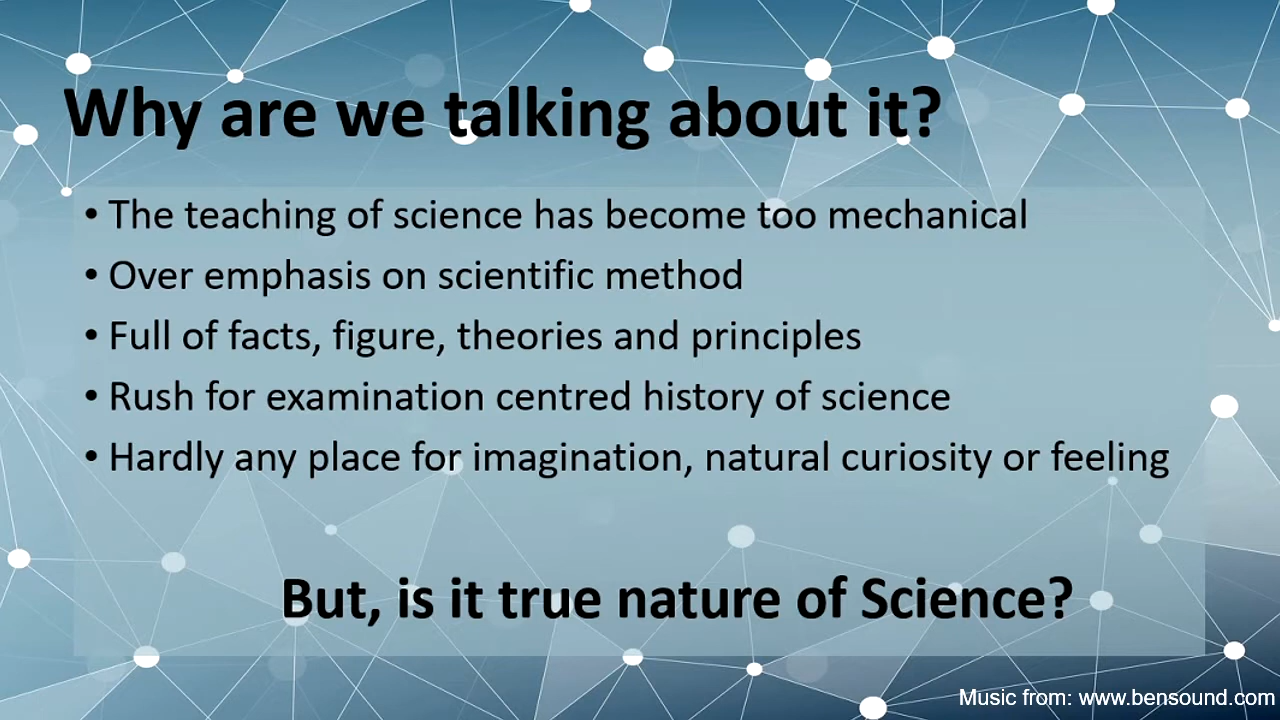 Why are we talking about it?
• The teaching of science has become too mechanical
• Over emphasis on scientific method
• Full of facts, figure, theories and principles
• Rush for examination centred history of science
• Hardly any place for imagination, natural curiosity or feeling
But, is it true nature of Science?
Music from: www.bensound.com